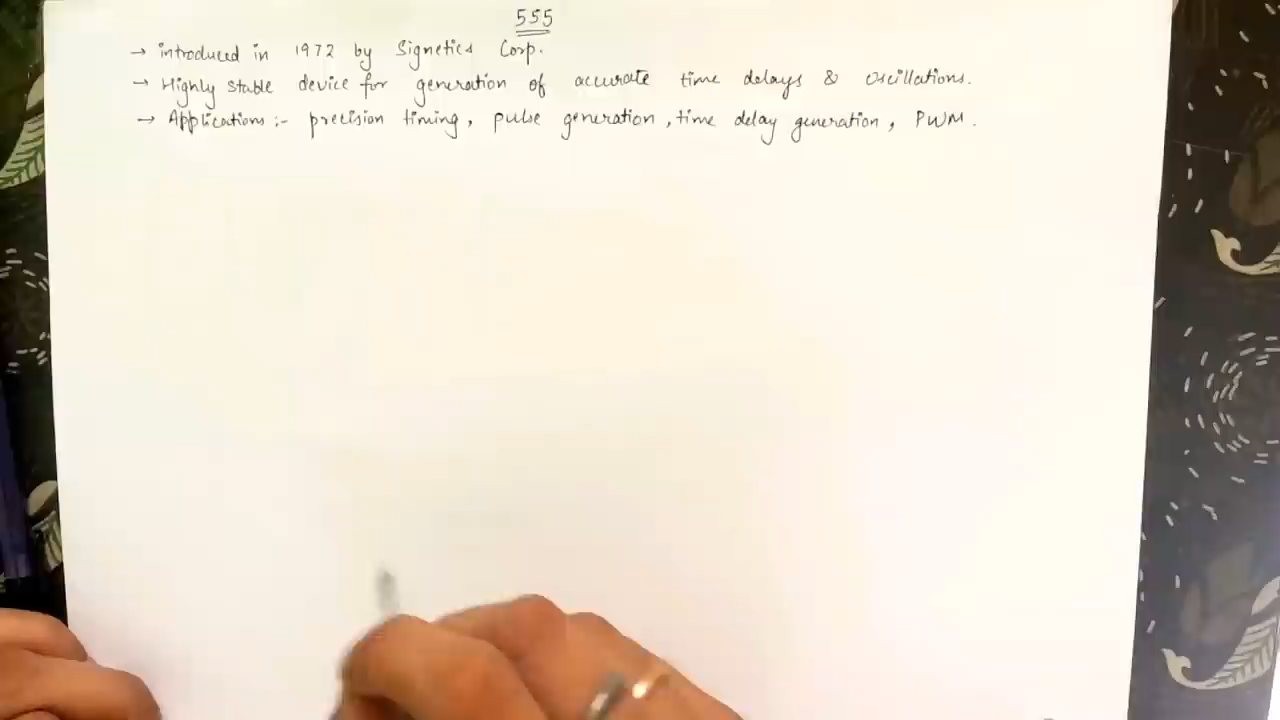 555
→ introduced in 1972 by Signetics Corp.
→ Highly stable device for generation of accurate time delays & oscillations.
→ Applications :- precision timing, pulse generation, time delay generation, PWM.